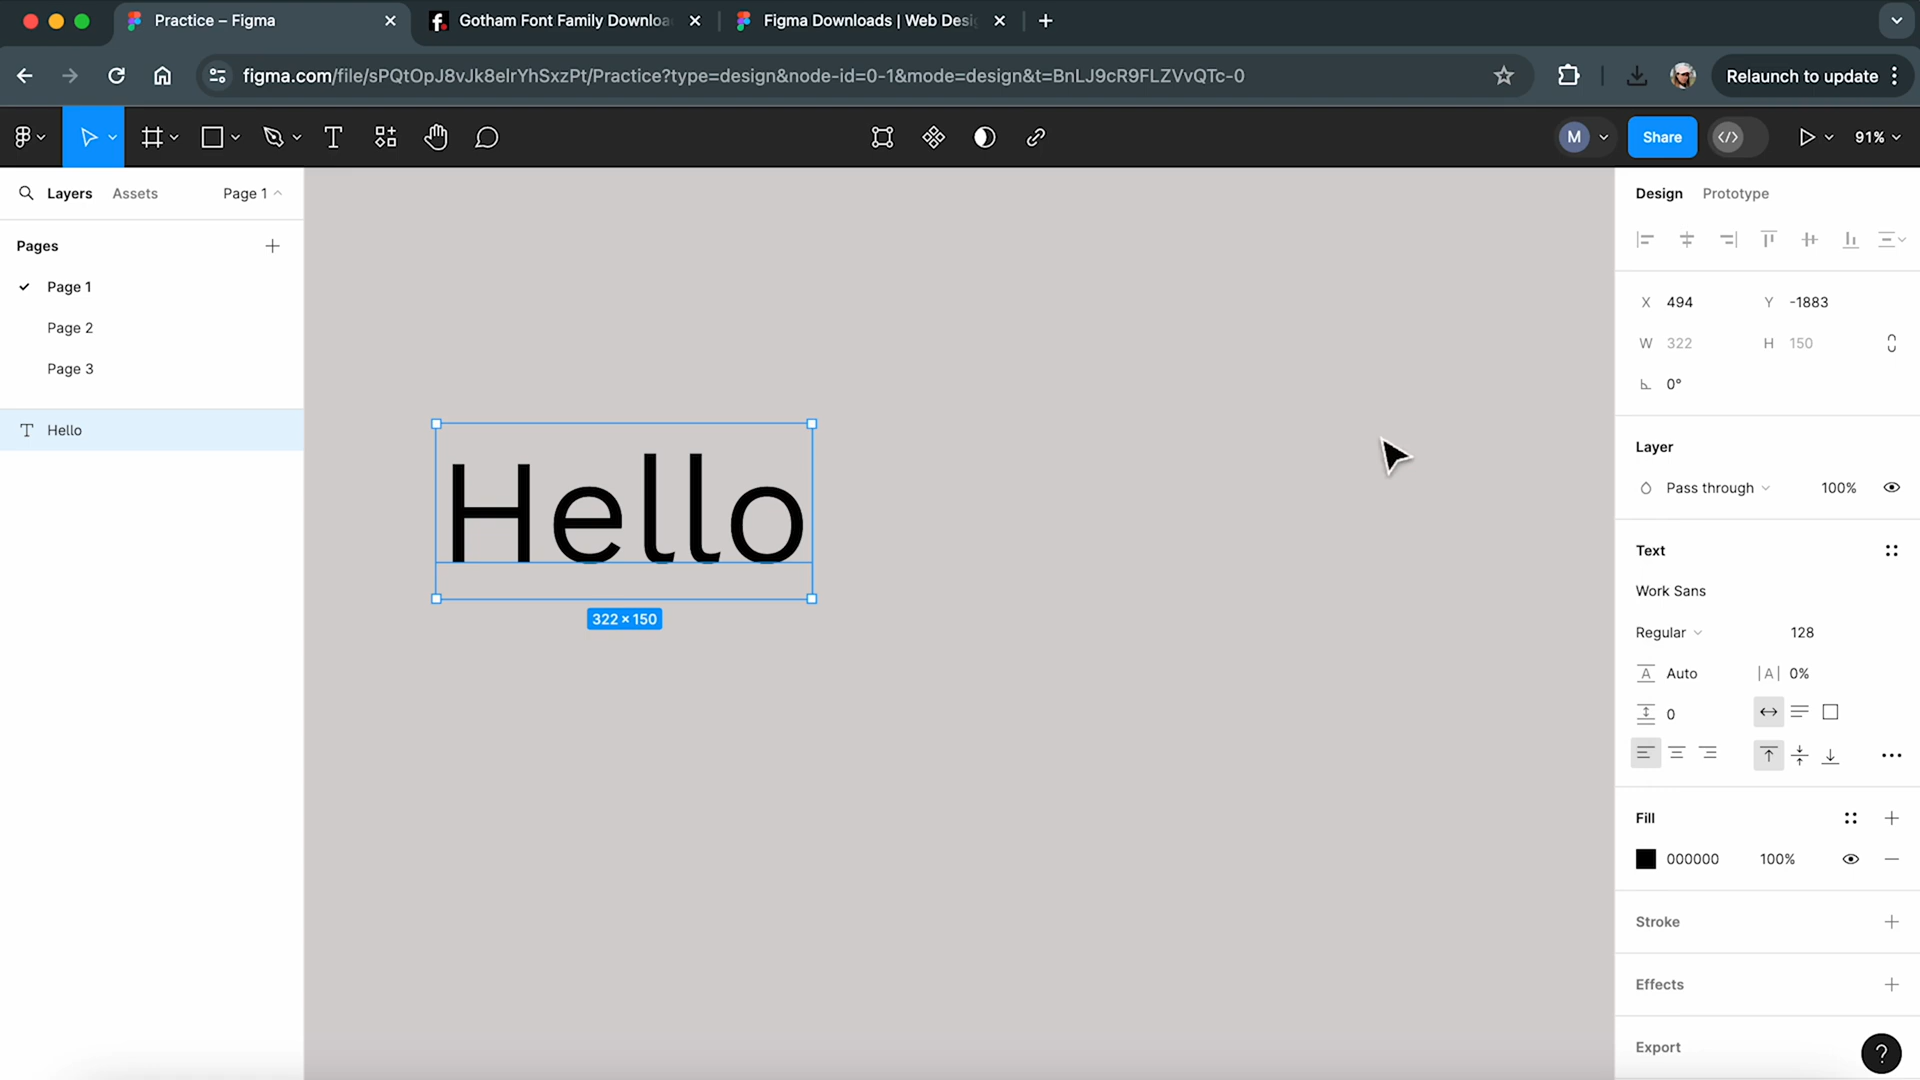 Practice – Figma
Gotham Font Family Downloa
Figma Downloads | Web Desi
figma.com/file/sPQtOpJ8vJk8elrYhSxzPt/Practice?type=design&node-id=0-1&mode=design&t=BnLJ9cR9FLZVvQTc-0
Relaunch to update
M
Share
91%
Layers
Assets
Page 1
Design
Prototype
Pages
Page 1
Page 2
Page 3
Hello
Hello
322 × 150
X 494
Y -1883
W 322
H 150
0°
Layer
Pass through
100%
Text
Work Sans
Regular
128
A Auto
|A| 0%
0
Fill
000000
100%
Stroke
Effects
Export
?